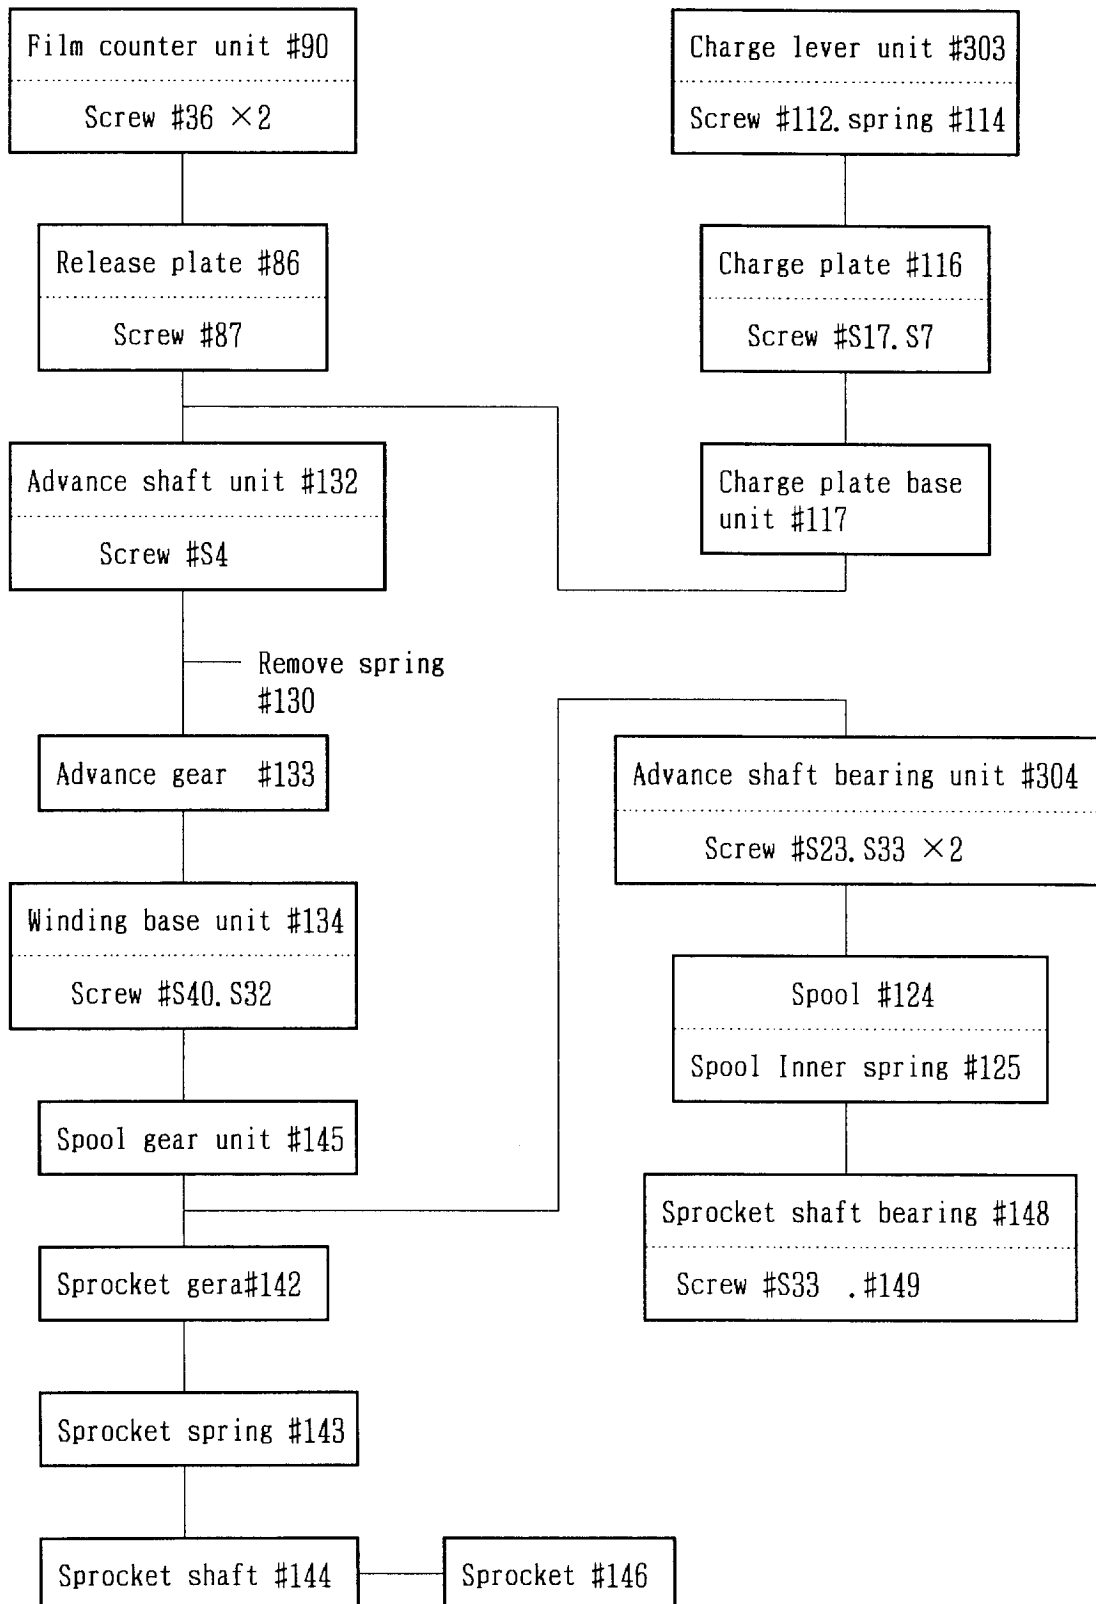 Film counter unit #90
Screw #36 ×2
Release plate #86
Screw #87
Advance shaft unit #132
Screw #S4
Remove spring
#130
Advance gear #133
Winding base unit #134
Screw #S40.S32
Spool gear unit #145
Sprocket gera#142
Sprocket spring #143
Sprocket shaft #144
Sprocket #146
Charge lever unit #303
Screw #112.spring #114
Charge plate #116
Screw #S17.S7
Charge plate base
unit #117
Advance shaft bearing unit #304
Screw #S23.S33 ×2
Spool #124
Spool Inner spring #125
Sprocket shaft bearing #148
Screw #S33 .#149